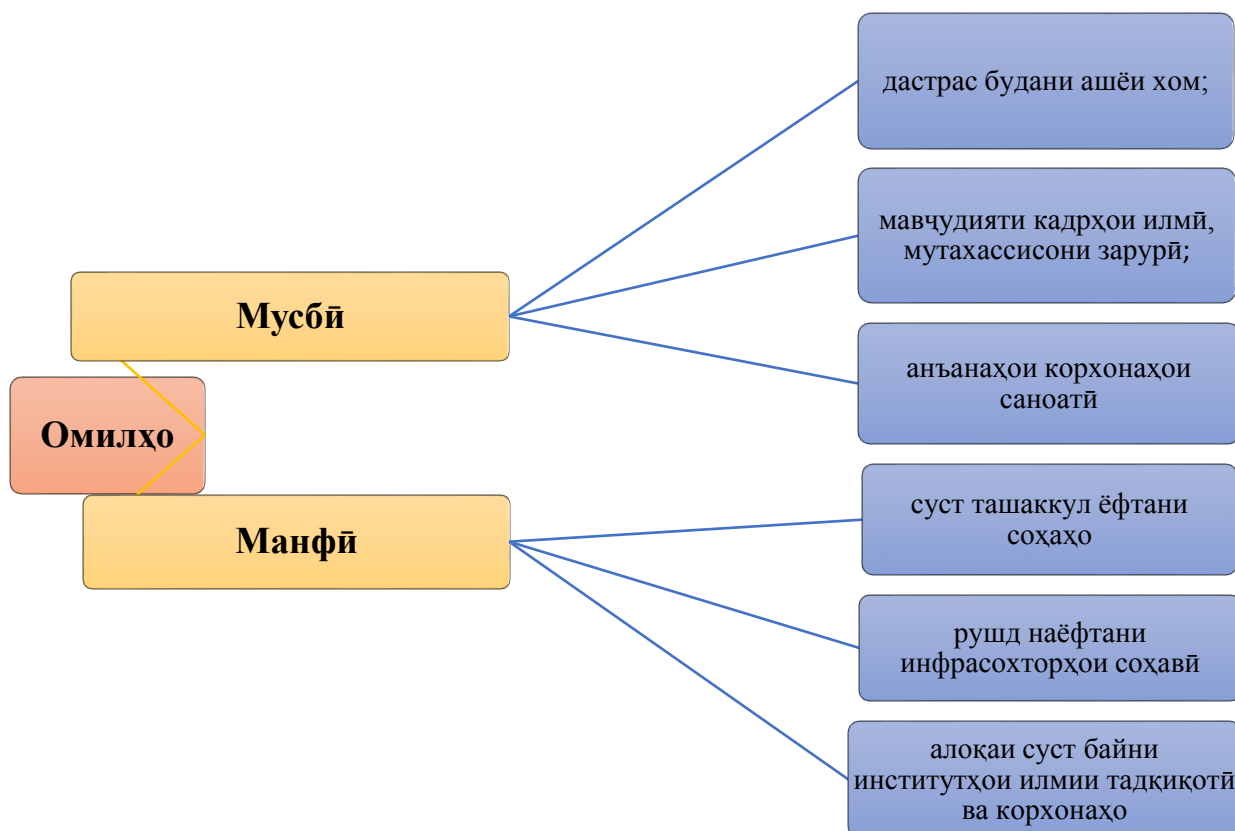 Омилҳо
Мусбӣ
дастрас будани ашёи хом;
мавҷудияти кадрҳои илмӣ,
мутахассисони зарурӣ;
анъанаҳои корхонаҳои
саноатӣ
Манфӣ
суст ташаккул ёфтани
соҳаҳо
рушд наёфтани
инфрасохторҳои соҳавӣ
алоқаи суст байни
институтҳои илмии тадқиқотӣ
ва корхонаҳо